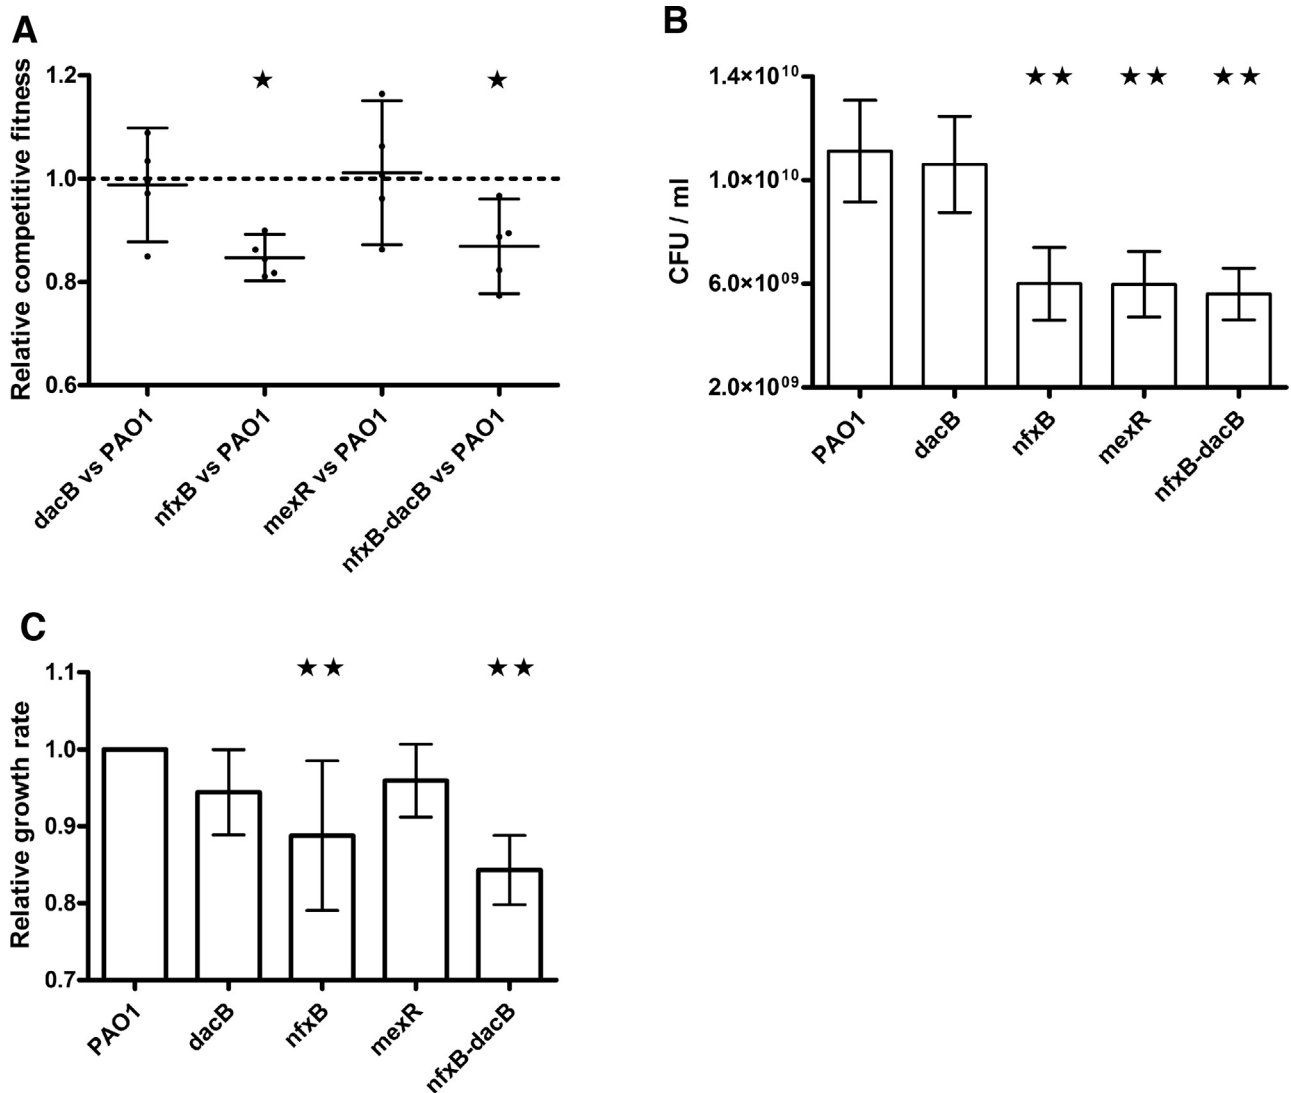 A
Relative competitive fitness
1.2
1.0
0.8
0.6
★
★
dacB vs PAO1
nfxB vs PAO1
mexR vs PAO1
nfxB-dacB vs PAO1
B
CFU / ml
1.4×10¹⁰
1.0×10¹⁰
6.0×10⁰⁹
2.0×10⁰⁹
★★
★★
★★
PAO1
dacB
nfxB
mexR
nfxB-dacB
C
Relative growth rate
1.1
1.0
0.9
0.8
0.7
★★
★★
PAO1
dacB
nfxB
mexR
nfxB-dacB